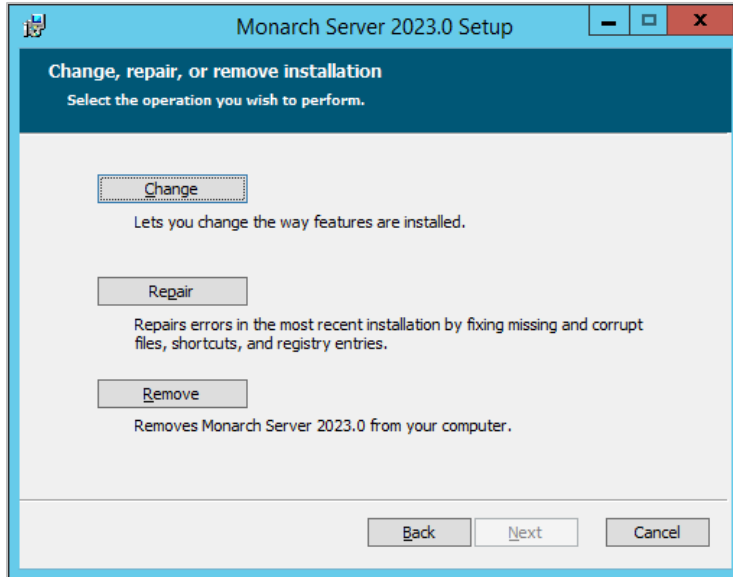 Monarch Server 2023.0 Setup
Change, repair, or remove installation
Select the operation you wish to perform.
Change
Lets you change the way features are installed.
Repair
Repairs errors in the most recent installation by fixing missing and corrupt
files, shortcuts, and registry entries.
Remove
Removes Monarch Server 2023.0 from your computer.
Back Next Cancel